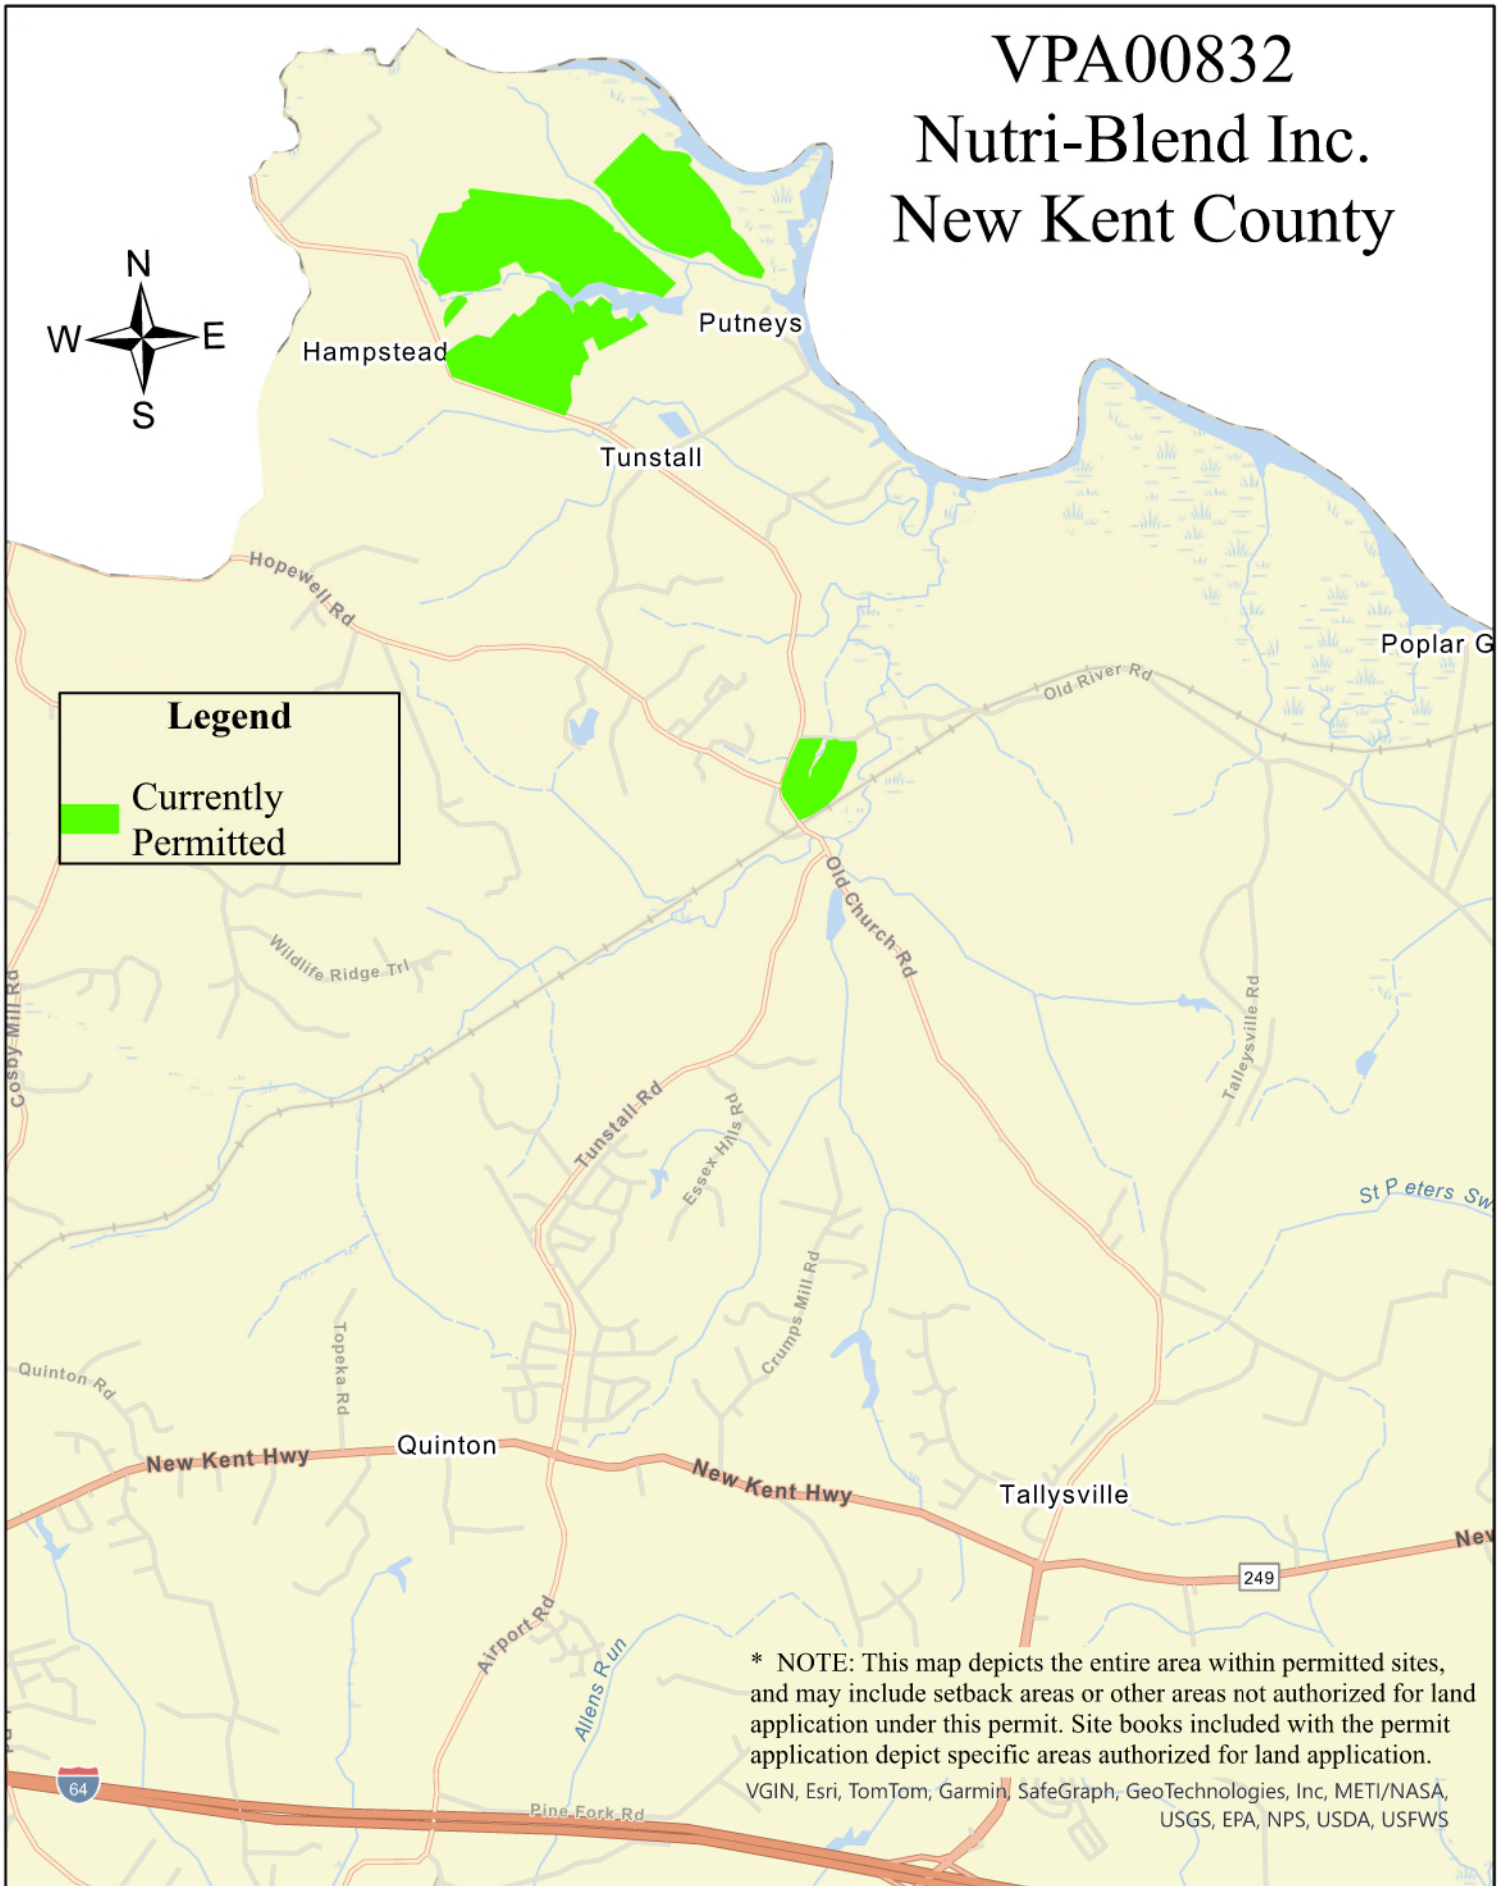 VPA00832
Nutri-Blend Inc.
New Kent County
N
W E
S
Hampstead
Putneys
Tunstall
Hopewell Rd
Poplar G
Old River Rd
Legend
Currently
Permitted
Old Church Rd
Wildlife Ridge Trl
Cosby Mill Rd
Talleysville Rd
Tunstall Rd
Essex Hills Rd
St Peters Sw
Crumps Mill Rd
Topeka Rd
Quinton Rd
Quinton
New Kent Hwy
New Kent Hwy
Tallysville
New
249
Airport Rd
Allens Run
* NOTE: This map depicts the entire area within permitted sites,
and may include setback areas or other areas not authorized for land
application under this permit. Site books included with the permit
application depict specific areas authorized for land application.
64
VGIN, Esri, TomTom, Garmin, SafeGraph, GeoTechnologies, Inc, METI/NASA,
USGS, EPA, NPS, USDA, USFWS
Pine Fork Rd